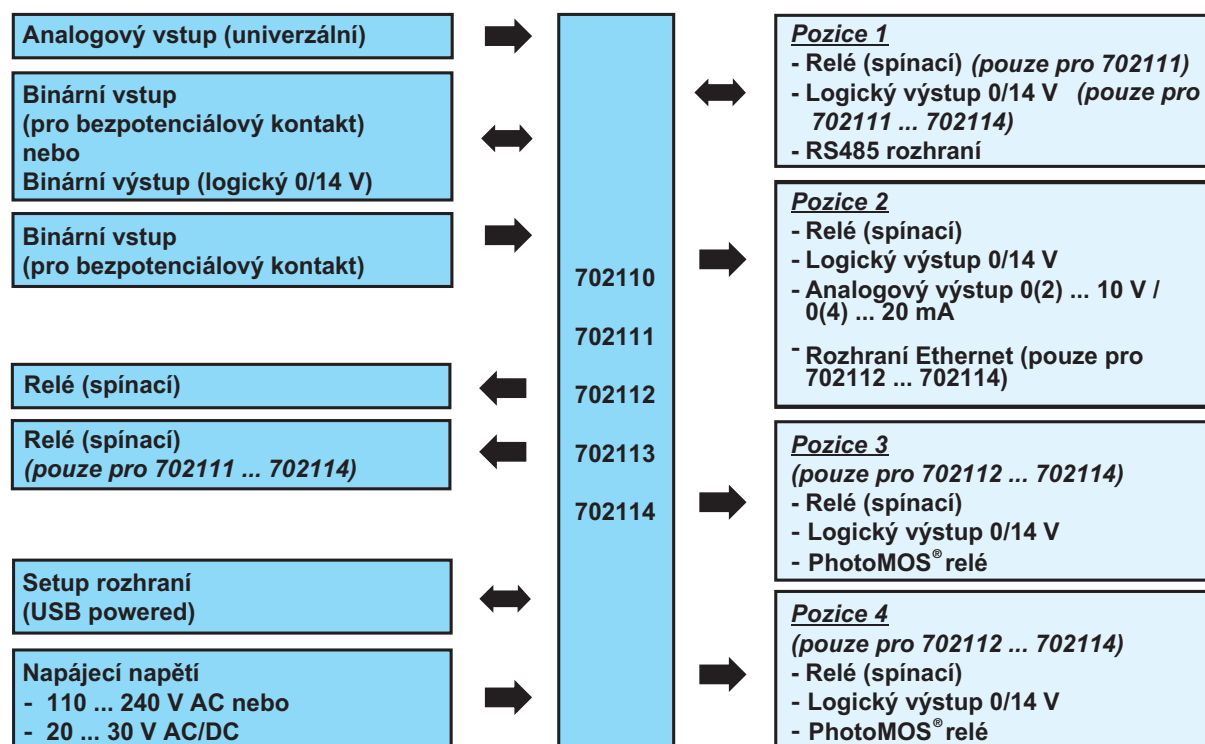 Analogový vstup (univerzální)
Binární vstup
(pro bezpotenciálový kontakt)
nebo
Binární výstup (logický 0/14 V)
Binární vstup
(pro bezpotenciálový kontakt)
Relé (spínací)
Relé (spínací)
(pouze pro 702111 ... 702114)
Setup rozhraní
(USB powered)
Napájecí napětí
- 110 ... 240 V AC nebo
- 20 ... 30 V AC/DC
702110
702111
702112
702113
702114
Pozice 1
- Relé (spínací) (pouze pro 702111)
- Logický výstup 0/14 V (pouze pro
702111 ... 702114)
- RS485 rozhraní
Pozice 2
- Relé (spínací)
- Logický výstup 0/14 V
- Analogový výstup 0(2) ... 10 V /
0(4) ... 20 mA
- Rozhraní Ethernet (pouze pro
702112 ... 702114)
Pozice 3
(pouze pro 702112 ... 702114)
- Relé (spínací)
- Logický výstup 0/14 V
- PhotoMOS® relé
Pozice 4
(pouze pro 702112 ... 702114)
- Relé (spínací)
- Logický výstup 0/14 V
- PhotoMOS® relé